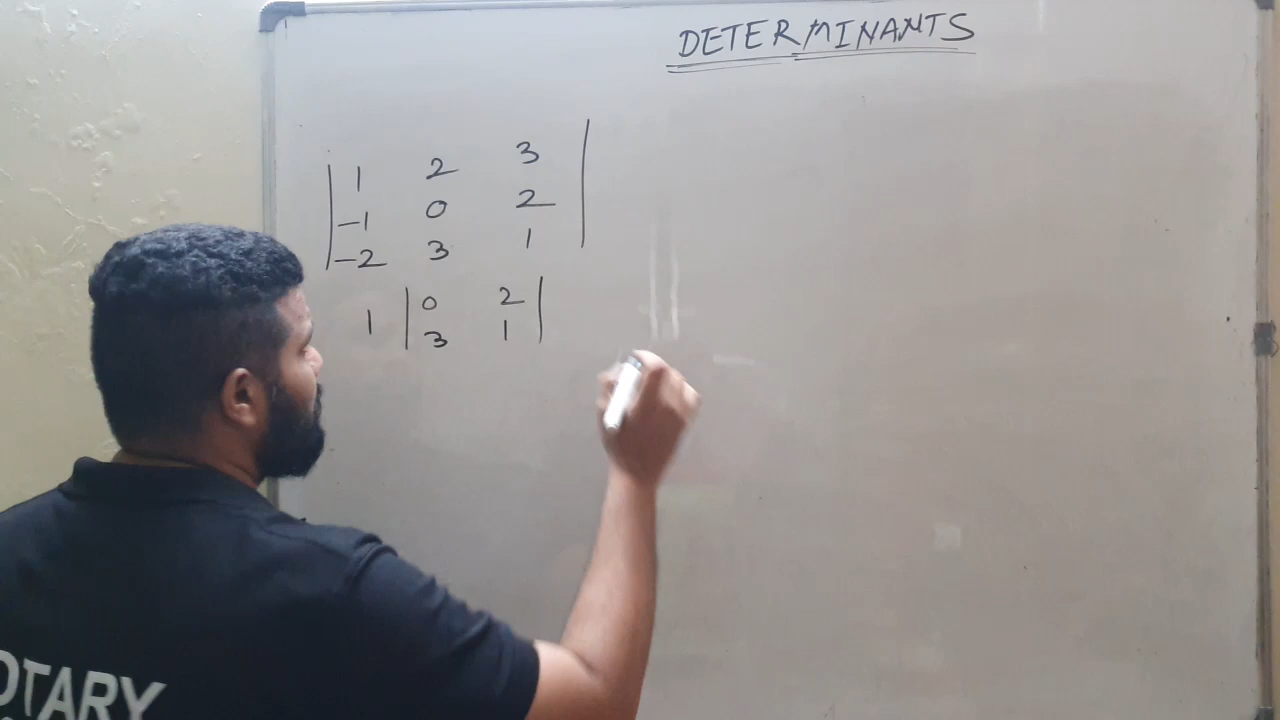 DETERMINANTS
| 1 2 3 |
| -1 0 2 |
| -2 3 1 |
1 | 0 2 |
| 3 1 |
OTARY